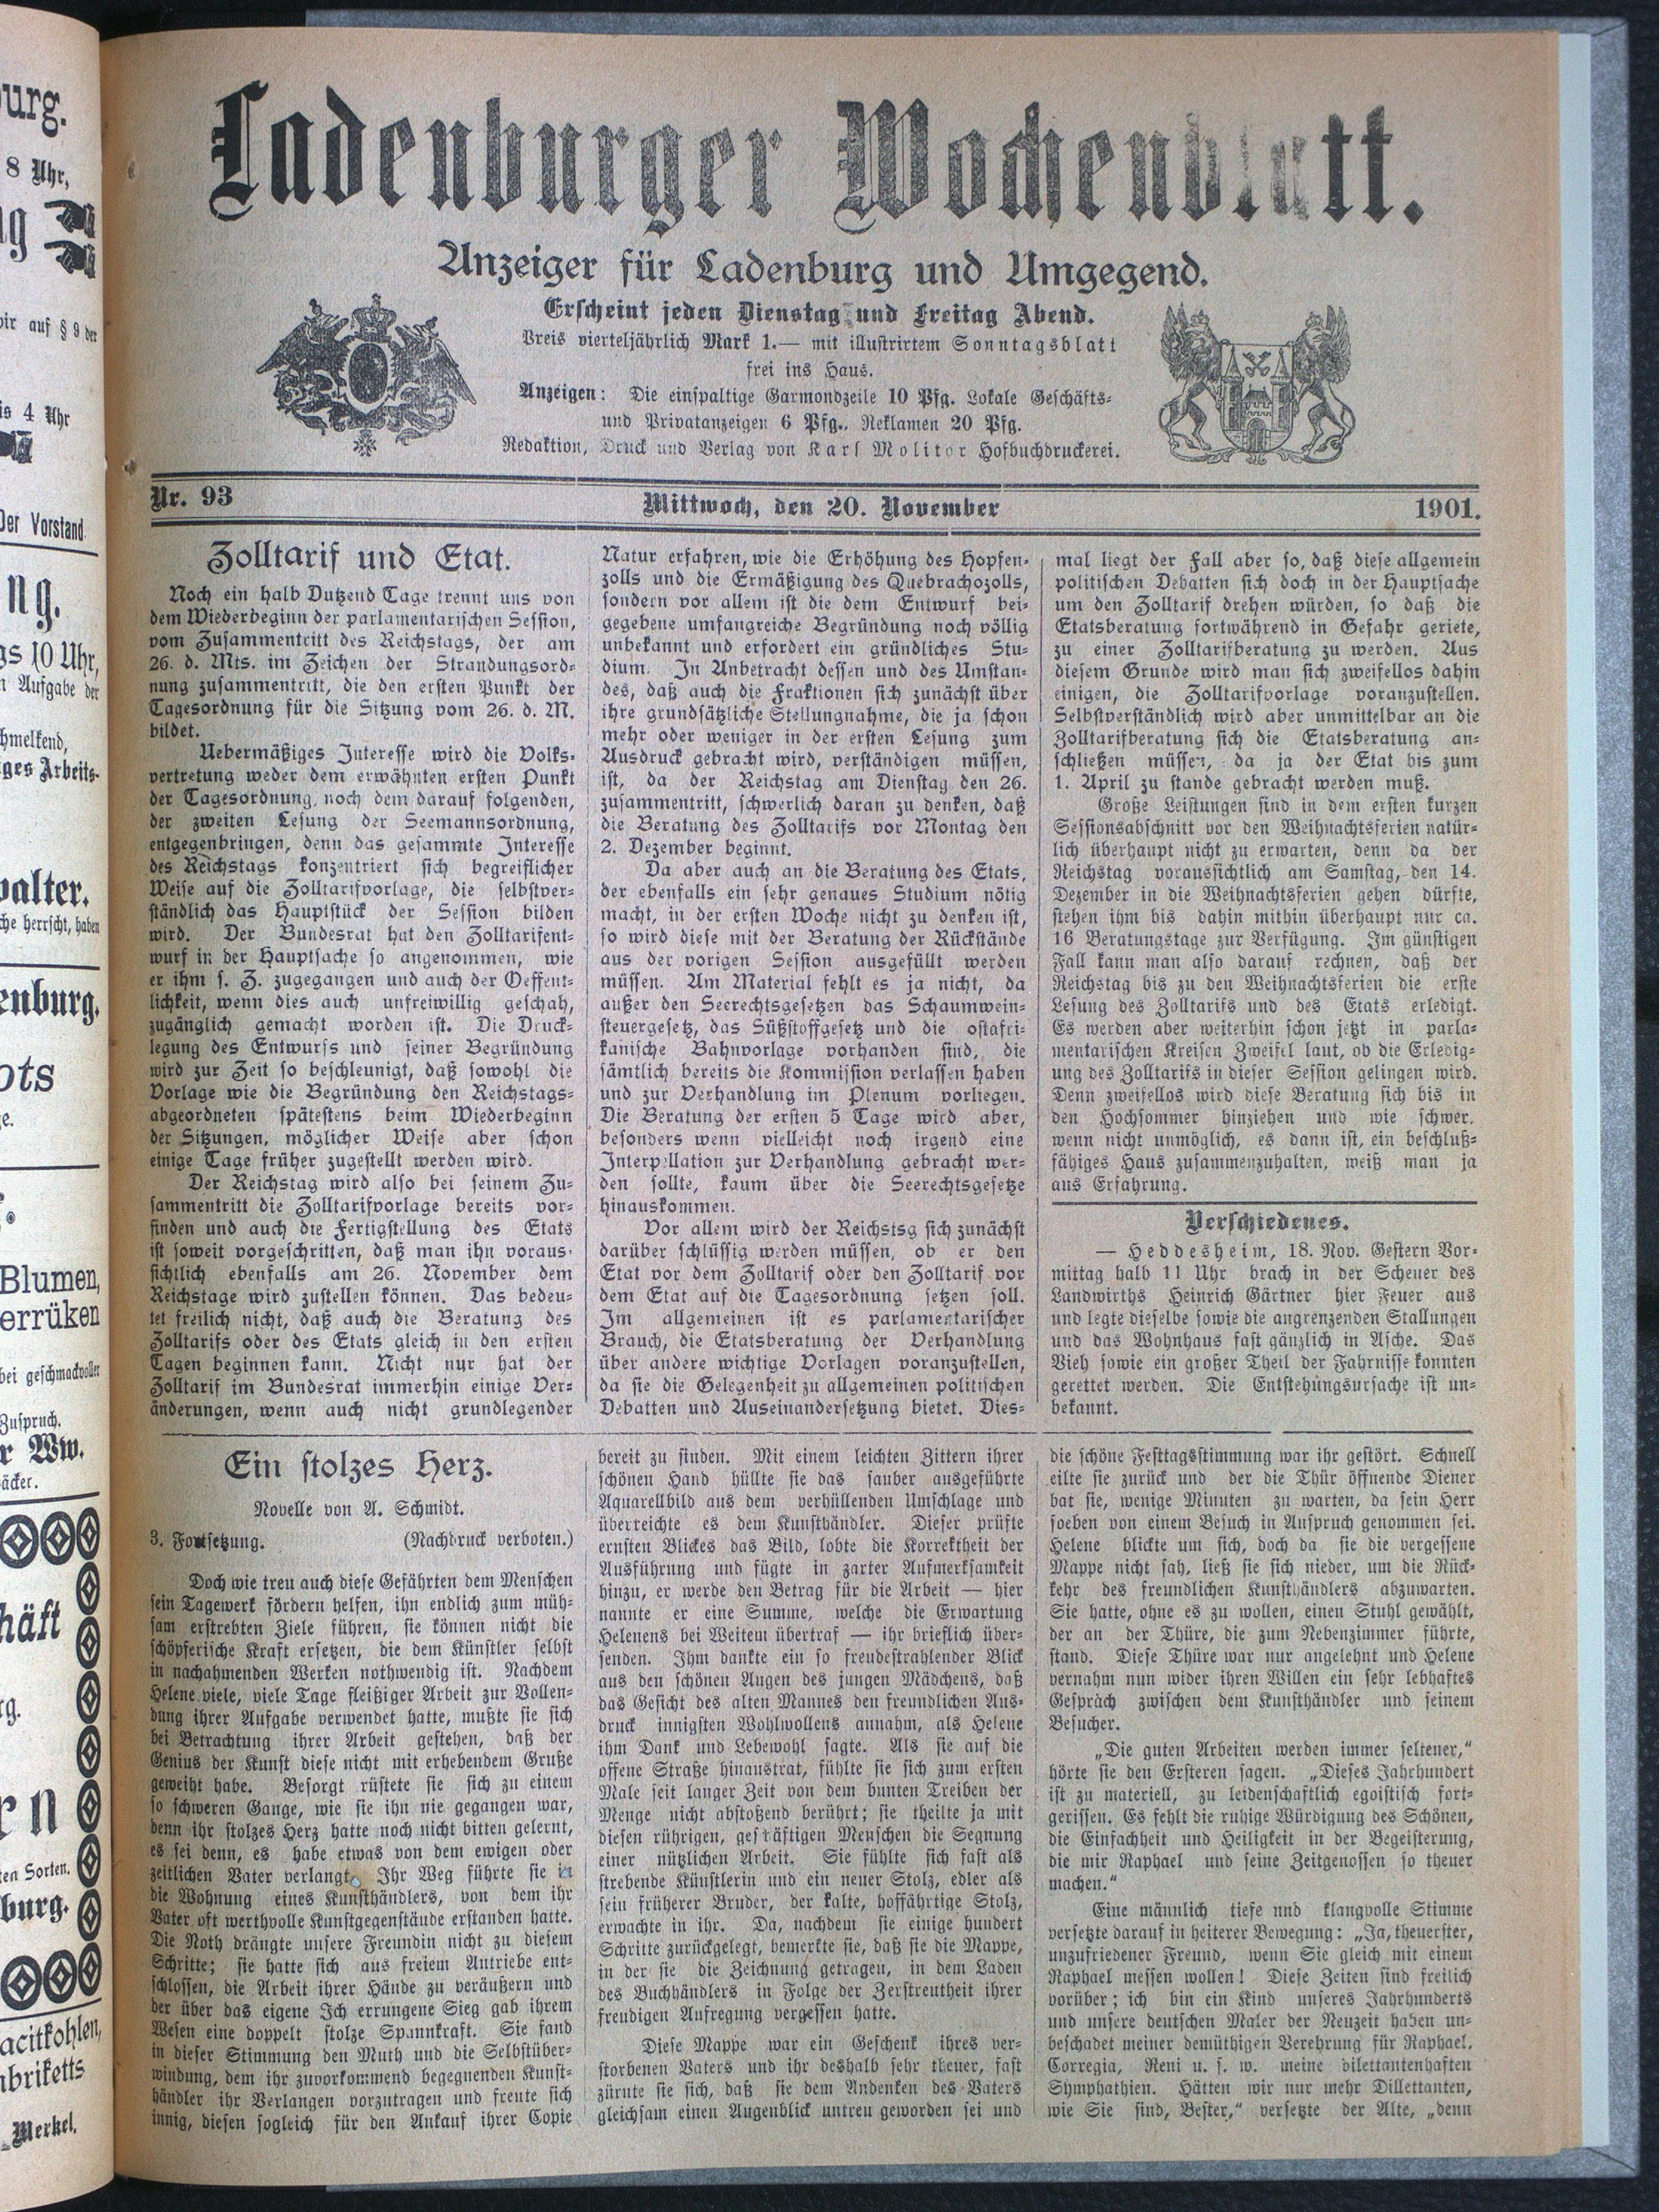 Ladenburger Wochenblatt.
Anzeiger für Ladenburg und Umgegend.
Erscheint jeden Dienstag und Freitag Abend.
Preis vierteljährlich Mark 1.— mit illustrirtem Sonntagsblatt
frei ins Haus.
Anzeigen: Die einspaltige Garmondzeile 10 Pfg. Lokale Geschäfts-
und Privatanzeigen 6 Pfg., Reklamen 20 Pfg.
Redaktion, Druck und Verlag von Karl Molitor Hofbuchdruckerei.
Nr. 93
Mittwoch, den 20. November
1901.
Zolltarif und Etat.
Noch ein halb Dutzend Tage trennt uns von
dem Wiederbeginn der parlamentarischen Session,
vom Zusammentritt des Reichstags, der am
26. d. Mts. im Zeichen der Strandungsord-
nung zusammentritt, die den ersten Punkt der
Tagesordnung für die Sitzung vom 26. d. M.
bildet.
Uebermäßiges Interesse wird die Volks-
vertretung weder dem erwähnten ersten Punkt
der Tagesordnung, noch dem darauf folgenden,
der zweiten Lesung der Seemannsordnung,
entgegenbringen, denn das gesammte Interesse
des Reichstags konzentriert sich begreiflicher
Weise auf die Zolltarifvorlage, die selbstver-
ständlich das Hauptstück der Session bilden
wird. Der Bundesrat hat den Zolltarifent-
wurf in der Hauptsache so angenommen, wie
er ihm s. Z. zugegangen und auch der Oeffent-
lichkeit, wenn dies auch unfreiwillig geschah,
zugänglich gemacht worden ist. Die Druck-
legung des Entwurfs und seiner Begründung
wird zur Zeit so beschleunigt, daß sowohl die
Vorlage wie die Begründung den Reichstags-
abgeordneten spätestens beim Wiederbeginn
der Sitzungen, möglicher Weise aber schon
einige Tage früher zugestellt werden wird.
Der Reichstag wird also bei seinem Zu-
sammentritt die Zolltarifvorlage bereits vor-
finden und auch die Fertigstellung des Etats
ist soweit vorgeschritten, daß man ihn voraus-
sichtlich ebenfalls am 26. November dem
Reichstage wird zustellen können. Das bedeu-
tet freilich nicht, daß auch die Beratung des
Zolltarifs oder des Etats gleich in den ersten
Tagen beginnen kann. Nicht nur hat der
Zolltarif im Bundesrat immerhin einige Ver-
änderungen, wenn auch nicht grundlegender
Natur erfahren, wie die Erhöhung des Hopfen-
zolls und die Ermäßigung des Quebrachozolls,
sondern vor allem ist die dem Entwurf bei-
gegebene umfangreiche Begründung noch völlig
unbekannt und erfordert ein gründliches Stu-
dium. In Anbetracht dessen und des Umstan-
des, daß auch die Fraktionen sich zunächst über
ihre grundsätzliche Stellungnahme, die ja schon
mehr oder weniger in der ersten Lesung zum
Ausdruck gebracht wird, verständigen müssen,
ist, da der Reichstag am Dienstag den 26.
zusammentritt, schwerlich daran zu denken, daß
die Beratung des Zolltarifs vor Montag den
2. Dezember beginnt.
Da aber auch an die Beratung des Etats,
der ebenfalls ein sehr genaues Studium nötig
macht, in der ersten Woche nicht zu denken ist,
so wird diese mit der Beratung der Rückstände
aus der vorigen Session ausgefüllt werden
müssen. Am Material fehlt es ja nicht, da
außer den Seerechtsgesetzen das Schaumwein-
steuergesetz, das Süßstoffgesetz und die ostafri-
kanische Bahnvorlage vorhanden sind, die
sämtlich bereits die Kommission verlassen haben
und zur Verhandlung im Plenum vorliegen.
Die Beratung der ersten 5 Tage wird aber,
besonders wenn vielleicht noch irgend eine
Interpellation zur Verhandlung gebracht wer-
den sollte, kaum über die Seerechtsgesetze
hinauskommen.
Vor allem wird der Reichstsg sich zunächst
darüber schlüssig werden müssen, ob er den
Etat vor dem Zolltarif oder den Zolltarif vor
dem Etat auf die Tagesordnung setzen soll.
Im allgemeinen ist es parlamentarischer
Brauch, die Etatsberatung der Verhandlung
über andere wichtige Vorlagen voranzustellen,
da sie die Gelegenheit zu allgemeinen politischen
Debatten und Auseinandersetzung bietet. Dies-
mal liegt der Fall aber so, daß diese allgemein
politischen Debatten sich doch in der Hauptsache
um den Zolltarif drehen würden, so daß die
Etatsberatung fortwährend in Gefahr geriete,
zu einer Zolltarifberatung zu werden. Aus
diesem Grunde wird man sich zweifellos dahin
einigen, die Zolltarifvorlage voranzustellen.
Selbstverständlich wird aber unmittelbar an die
Zolltarifberatung sich die Etatsberatung an-
schließen müssen, da ja der Etat bis zum
1. April zu stande gebracht werden muß.
Große Leistungen sind in dem ersten kurzen
Sessionsabschnitt vor den Weihnachtsferien natür-
lich überhaupt nicht zu erwarten, denn da der
Reichstag voraussichtlich am Samstag, den 14.
Dezember in die Weihnachtsferien gehen dürfte,
stehen ihm bis dahin mithin überhaupt nur ca.
16 Beratungstage zur Verfügung. Im günstigen
Fall kann man also darauf rechnen, daß der
Reichstag bis zu den Weihnachtsferien die erste
Lesung des Zolltarifs und des Etats erledigt.
Es werden aber weiterhin schon jetzt in parla-
mentarischen Kreisen Zweifel laut, ob die Erledig-
ung des Zolltarifs in dieser Session gelingen wird.
Denn zweifellos wird diese Beratung sich bis in
den Hochsommer hinziehen und wie schwer,
wenn nicht unmöglich, es dann ist, ein beschluß-
fähiges Haus zusammenzuhalten, weiß man ja
aus Erfahrung.
Verschiedenes.
— Heddesheim, 18. Nov. Gestern Vor-
mittag halb 11 Uhr brach in der Scheuer des
Landwirths Heinrich Gärtner hier Feuer aus
und legte dieselbe sowie die angrenzenden Stallungen
und das Wohnhaus fast gänzlich in Asche. Das
Vieh sowie ein großer Theil der Fahrnisse konnten
gerettet werden. Die Entstehungsursache ist un-
bekannt.
Ein stolzes Herz.
Novelle von A. Schmidt.
3. Fortsetzung.
(Nachdruck verboten.)
Doch wie treu auch diese Gefährten dem Menschen
sein Tagewerk fördern helfen, ihn endlich zum müh-
sam erstrebten Ziele führen, sie können nicht die
schöpferische Kraft ersetzen, die dem Künstler selbst
in nachahmenden Werken nothwendig ist. Nachdem
Helene viele, viele Tage fleißiger Arbeit zur Vollen-
dung ihrer Aufgabe verwendet hatte, mußte sie sich
bei Betrachtung ihrer Arbeit gestehen, daß der
Genius der Kunst diese nicht mit erhebendem Gruße
geweiht habe. Besorgt rüstete sie sich zu einem
so schweren Gange, wie sie ihn nie gegangen war,
denn ihr stolzes Herz hatte noch nicht bitten gelernt,
es sei denn, es habe etwas von dem ewigen oder
zeitlichen Vater verlangt. Ihr Weg führte sie in
die Wohnung eines Kunsthändlers, von dem ihr
Vater oft werthvolle Kunstgegenstäude erstanden hatte.
Die Noth drängte unsere Freundin nicht zu diesem
Schritte; sie hatte sich aus freiem Antriebe ent-
schlossen, die Arbeit ihrer Hände zu veräußern und
der über das eigene Ich errungene Sieg gab ihrem
Wesen eine doppelt stolze Spannkraft. Sie fand
in dieser Stimmung den Muth und die Selbstüber-
windung, dem ihr zuvorkommend begegnenden Kunst-
händler ihr Verlangen vorzutragen und freute sich
innig, diesen sogleich für den Ankauf ihrer Copie
bereit zu finden. Mit einem leichten Zittern ihrer
schönen Hand hüllte sie das sauber ausgeführte
Aquarellbild aus dem verhüllenden Umschlage und
überreichte es dem Kunsthändler. Dieser prüfte
ernsten Blickes das Bild, lobte die Korrektheit der
Ausführung und fügte in zarter Aufmerksamkeit
hinzu, er werde den Betrag für die Arbeit — hier
nannte er eine Summe, welche die Erwartung
Helenens bei Weitem übertraf — ihr brieflich über-
senden. Ihm dankte ein so freudestrahlender Blick
aus den schönen Augen des jungen Mädchens, daß
das Gesicht des alten Mannes den freundlichen Aus-
druck innigsten Wohlwollens annahm, als Helene
ihm Dank und Lebewohl sagte. Als sie auf die
offene Straße hinaustrat, fühlte sie sich zum ersten
Male seit langer Zeit von dem bunten Treiben der
Menge nicht abstoßend berührt; sie theilte ja mit
diesen rührigen, geschäftigen Menschen die Segnung
einer nützlichen Arbeit. Sie fühlte sich fast als
strebende Künstlerin und ein neuer Stolz, edler als
sein früherer Bruder, der kalte, hoffährtige Stolz,
erwachte in ihr. Da, nachdem sie einige hundert
Schritte zurückgelegt, bemerkte sie, daß sie die Mappe,
in der sie die Zeichnung getragen, in dem Laden
des Buchhändlers in Folge der Zerstreutheit ihrer
freudigen Aufregung vergessen hatte.
Diese Mappe war ein Geschenk ihres ver-
storbenen Vaters und ihr deshalb sehr theuer, fast
zürnte sie sich, daß sie dem Andenken des Vaters
gleichsam einen Augenblick untreu geworden sei und
die schöne Festtagsstimmung war ihr gestört. Schnell
eilte sie zurück und der die Thür öffnende Diener
bat sie, wenige Minuten zu warten, da sein Herr
soeben von einem Besuch in Anspruch genommen sei.
Helene blickte um sich, doch da sie die vergessene
Mappe nicht sah, ließ sie sich nieder, um die Rück-
kehr des freundlichen Kunsthändlers abzuwarten.
Sie hatte, ohne es zu wollen, einen Stuhl gewählt,
der an der Thüre, die zum Nebenzimmer führte,
stand. Diese Thüre war nur angelehnt und Helene
vernahm nun wider ihren Willen ein sehr lebhaftes
Gespräch zwischen dem Kunsthändler und seinem
Besucher.
„Die guten Arbeiten werden immer seltener,“
hörte sie den Ersteren sagen. „Dieses Jahrhundert
ist zu materiell, zu leidenschaftlich egoistisch fort-
gerissen. Es fehlt die ruhige Würdigung des Schönen,
die Einfachheit und Heiligkeit in der Begeisterung,
die mir Raphael und seine Zeitgenossen so theuer
machen.“
Eine männlich tiefe und klangvolle Stimme
versetzte darauf in heiterer Bewegung: „Ja, theuerster,
unzufriedener Freund, wenn Sie gleich mit einem
Raphael messen wollen! Diese Zeiten sind freilich
vorüber; ich bin ein Kind unseres Jahrhunderts
und unsere deutschen Maler der Neuzeit haben un-
beschadet meiner demüthigen Verehrung für Raphael,
Corregia, Reni u. s. w. meine dilettantenhaften
Symphathien. Hätten wir nur mehr Dillettanten,
wie Sie sind, Bester,“ versetzte der Alte, „denn
burg.
8 Uhr,
wir auf § 9 der
4 Uhr
Der Vorstand.
10 Uhr,
Aufgabe der
herrscht, haben
Blumen,
bei geschmackvoller
Zuspruch.
Ww.
Sorten.
burg.
Merkel.